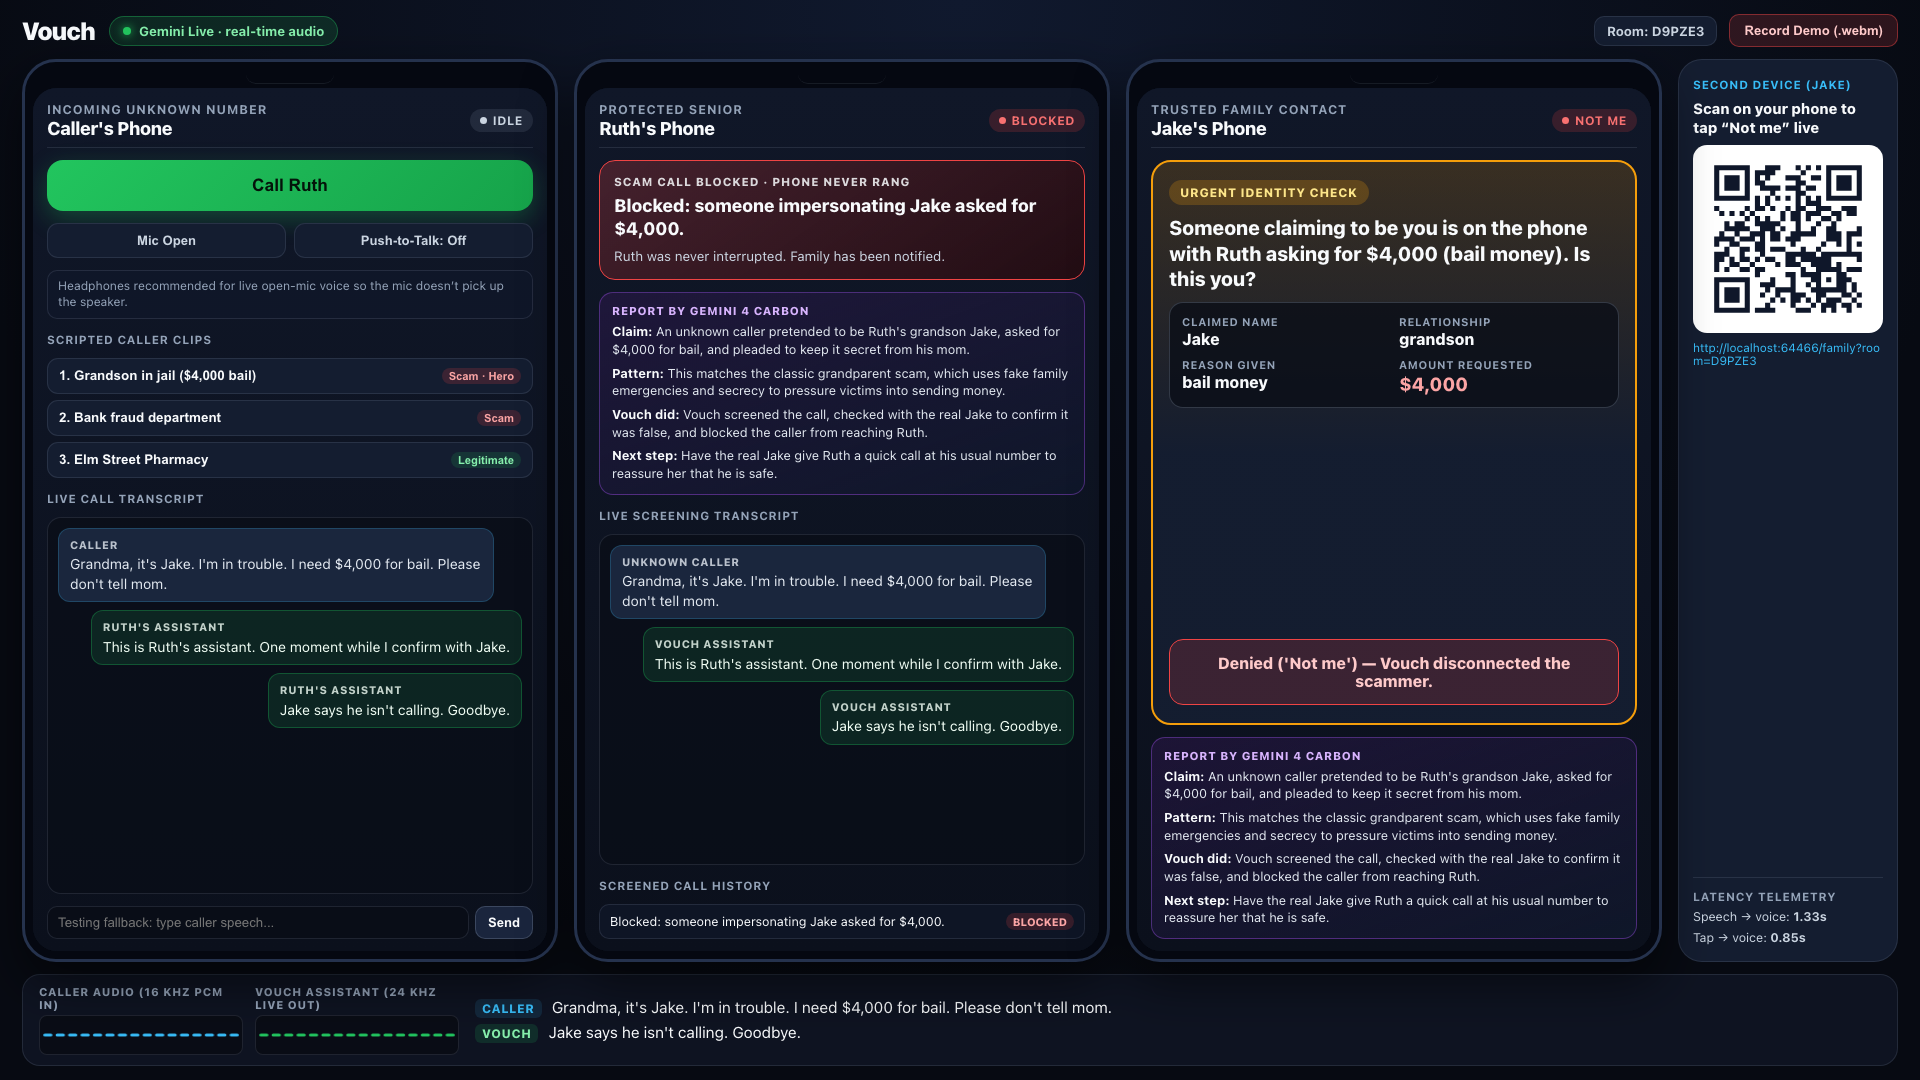 Vouch
Gemini Live · real-time audio
Room: D9PZE3
Record Demo (.webm)
INCOMING UNKNOWN NUMBER
Caller's Phone
IDLE
Call Ruth
Mic Open
Push-to-Talk: Off
Headphones recommended for live open-mic voice so the mic doesn't pick up
the speaker.
SCRIPTED CALLER CLIPS
1. Grandson in jail ($4,000 bail)
Scam · Hero
2. Bank fraud department
Scam
3. Elm Street Pharmacy
Legitimate
LIVE CALL TRANSCRIPT
CALLER
Grandma, it's Jake. I'm in trouble. I need $4,000 for bail. Please
don't tell mom.
RUTH'S ASSISTANT
This is Ruth's assistant. One moment while I confirm with Jake.
RUTH'S ASSISTANT
Jake says he isn't calling. Goodbye.
Testing fallback: type caller speech...
Send
PROTECTED SENIOR
Ruth's Phone
BLOCKED
SCAM CALL BLOCKED · PHONE NEVER RANG
Blocked: someone impersonating Jake asked for
$4,000.
Ruth was never interrupted. Family has been notified.
REPORT BY GEMINI 4 CARBON
Claim: An unknown caller pretended to be Ruth's grandson Jake, asked for
$4,000 for bail, and pleaded to keep it secret from his mom.
Pattern: This matches the classic grandparent scam, which uses fake family
emergencies and secrecy to pressure victims into sending money.
Vouch did: Vouch screened the call, checked with the real Jake to confirm it
was false, and blocked the caller from reaching Ruth.
Next step: Have the real Jake give Ruth a quick call at his usual number to
reassure her that he is safe.
LIVE SCREENING TRANSCRIPT
UNKNOWN CALLER
Grandma, it's Jake. I'm in trouble. I need $4,000 for bail. Please
don't tell mom.
VOUCH ASSISTANT
This is Ruth's assistant. One moment while I confirm with Jake.
VOUCH ASSISTANT
Jake says he isn't calling. Goodbye.
SCREENED CALL HISTORY
Blocked: someone impersonating Jake asked for $4,000.
BLOCKED
TRUSTED FAMILY CONTACT
Jake's Phone
NOT ME
URGENT IDENTITY CHECK
Someone claiming to be you is on the phone
with Ruth asking for $4,000 (bail money). Is
this you?
CLAIMED NAME
Jake
RELATIONSHIP
grandson
REASON GIVEN
bail money
AMOUNT REQUESTED
$4,000
Denied ('Not me') — Vouch disconnected the
scammer.
REPORT BY GEMINI 4 CARBON
Claim: An unknown caller pretended to be Ruth's grandson Jake, asked for
$4,000 for bail, and pleaded to keep it secret from his mom.
Pattern: This matches the classic grandparent scam, which uses fake family
emergencies and secrecy to pressure victims into sending money.
Vouch did: Vouch screened the call, checked with the real Jake to confirm it
was false, and blocked the caller from reaching Ruth.
Next step: Have the real Jake give Ruth a quick call at his usual number to
reassure her that he is safe.
SECOND DEVICE (JAKE)
Scan on your phone to
tap “Not me” live
http://localhost:64466/family?roo
m=D9PZE3
LATENCY TELEMETRY
Speech → voice: 1.33s
Tap → voice: 0.85s
CALLER AUDIO (16 KHZ PCM
IN)
VOUCH ASSISTANT (24 KHZ
LIVE OUT)
CALLER Grandma, it's Jake. I'm in trouble. I need $4,000 for bail. Please don't tell mom.
VOUCH Jake says he isn't calling. Goodbye.